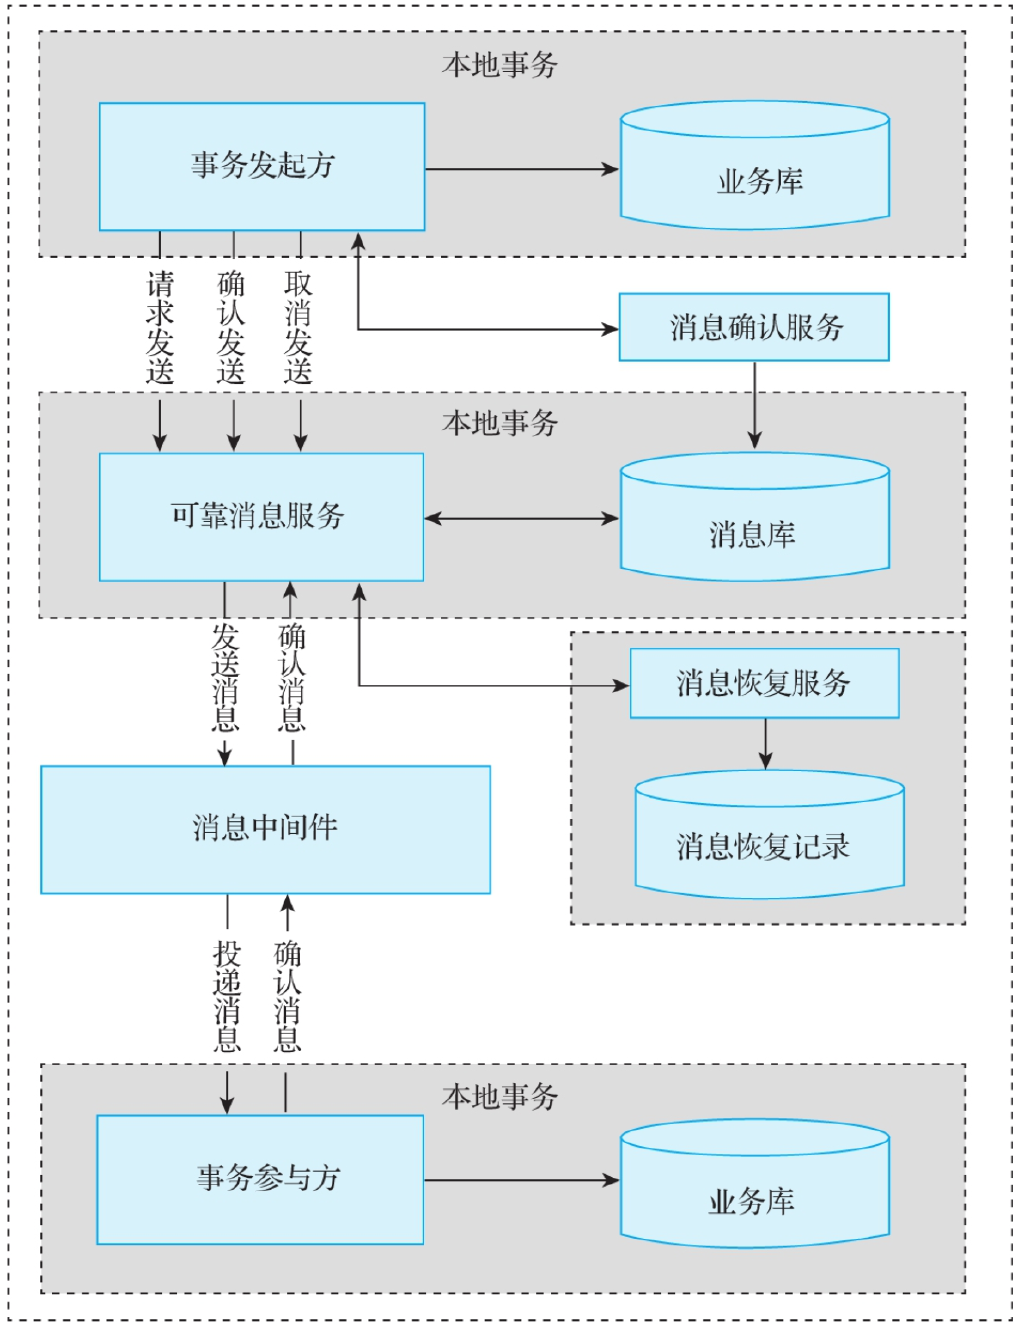 本地事务
事务发起方
业务库
请求发送
确认发送
取消发送
消息确认服务
本地事务
可靠消息服务
消息库
发送消息
确认消息
消息恢复服务
消息中间件
消息恢复记录
投递消息
确认消息
本地事务
事务参与方
业务库